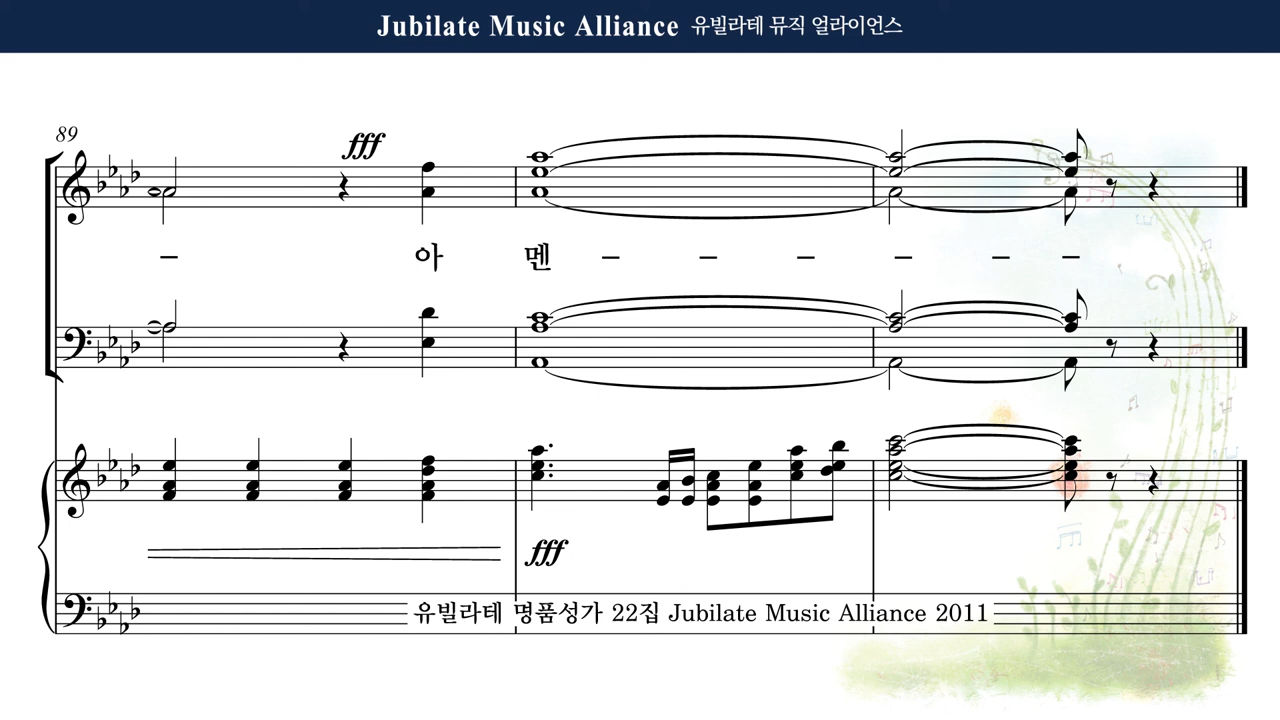 Jubilate Music Alliance 유빌라테 뮤직 얼라이언스
89
fff
– 아 멘 – – – – – –
fff
유빌라테 명품성가 22집 Jubilate Music Alliance 2011